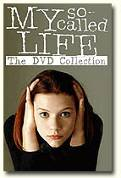 MY so-
called
LIFE
The DVD Collection